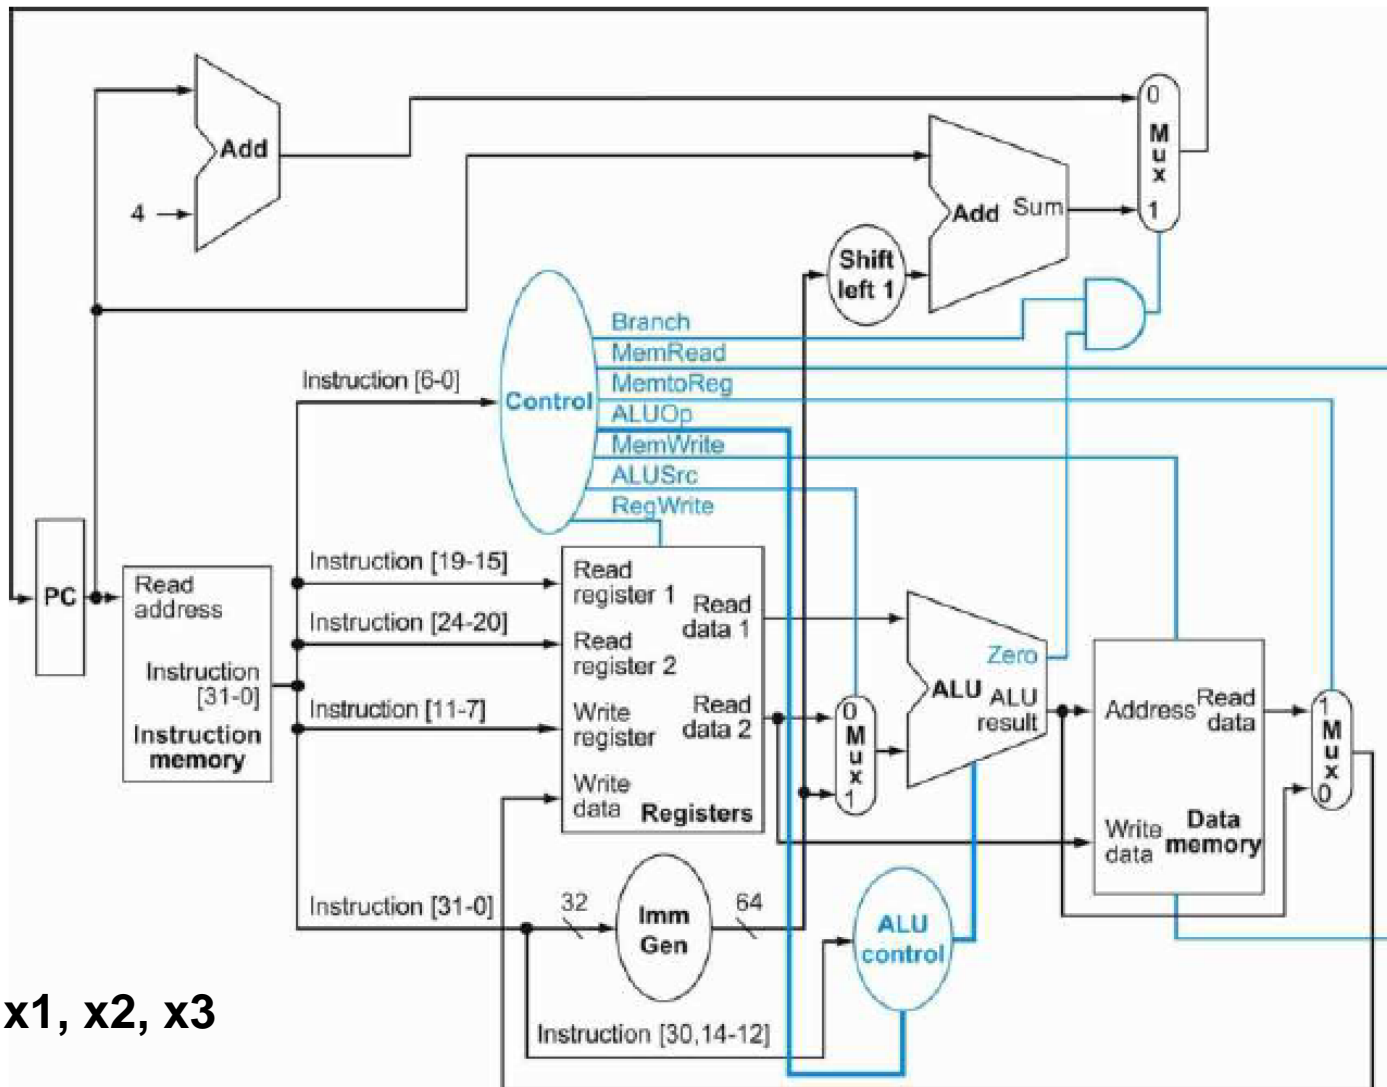 Add
4
0
M
u
x
1
Add Sum
Shift
left 1
Branch
MemRead
MemtoReg
ALUOp
MemWrite
ALUSrc
RegWrite
Instruction [6-0]
Control
PC
Read
address
Instruction
[31-0]
Instruction
memory
Instruction [19-15]
Instruction [24-20]
Instruction [11-7]
Read
register 1
Read
data 1
Read
register 2
Write
register
Read
data 2
Write
data
Registers
0
M
u
x
1
Zero
ALU
ALU
result
Address
Read
data
Write
data
Data
memory
1
M
u
x
0
Instruction [31-0]
32
Imm
Gen
64
ALU
control
Instruction [30,14-12]
x1, x2, x3